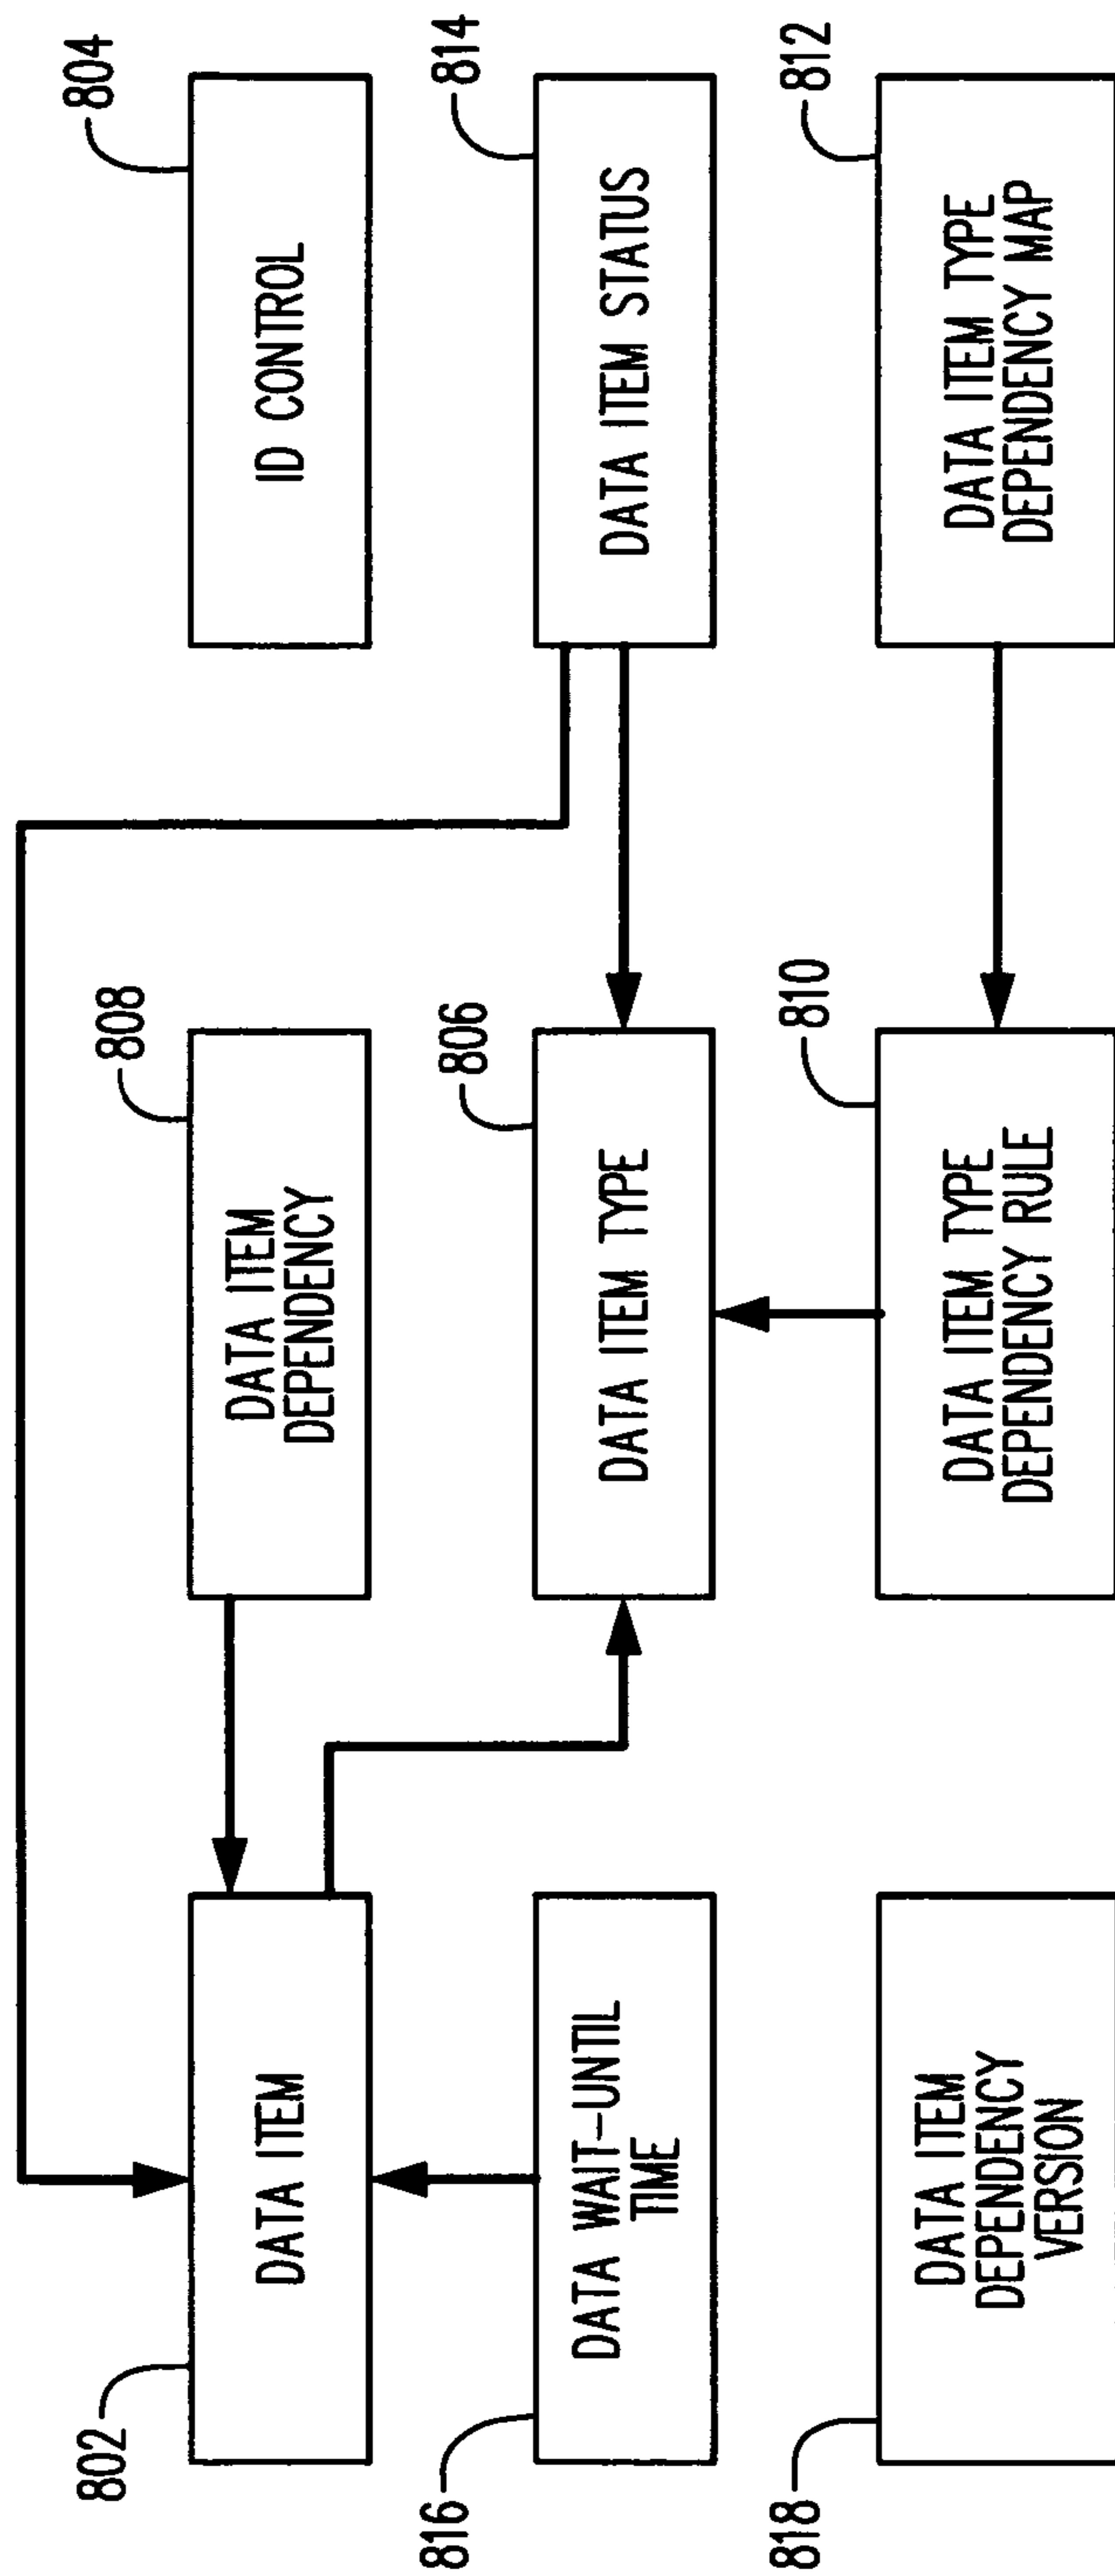 802
DATA ITEM
808
DATA ITEM
DEPENDENCY
804
ID CONTROL
816
DATA WAIT-UNTIL
TIME
806
DATA ITEM TYPE
814
DATA ITEM STATUS
818
DATA ITEM
DEPENDENCY
VERSION
810
DATA ITEM TYPE
DEPENDENCY RULE
812
DATA ITEM TYPE
DEPENDENCY MAP